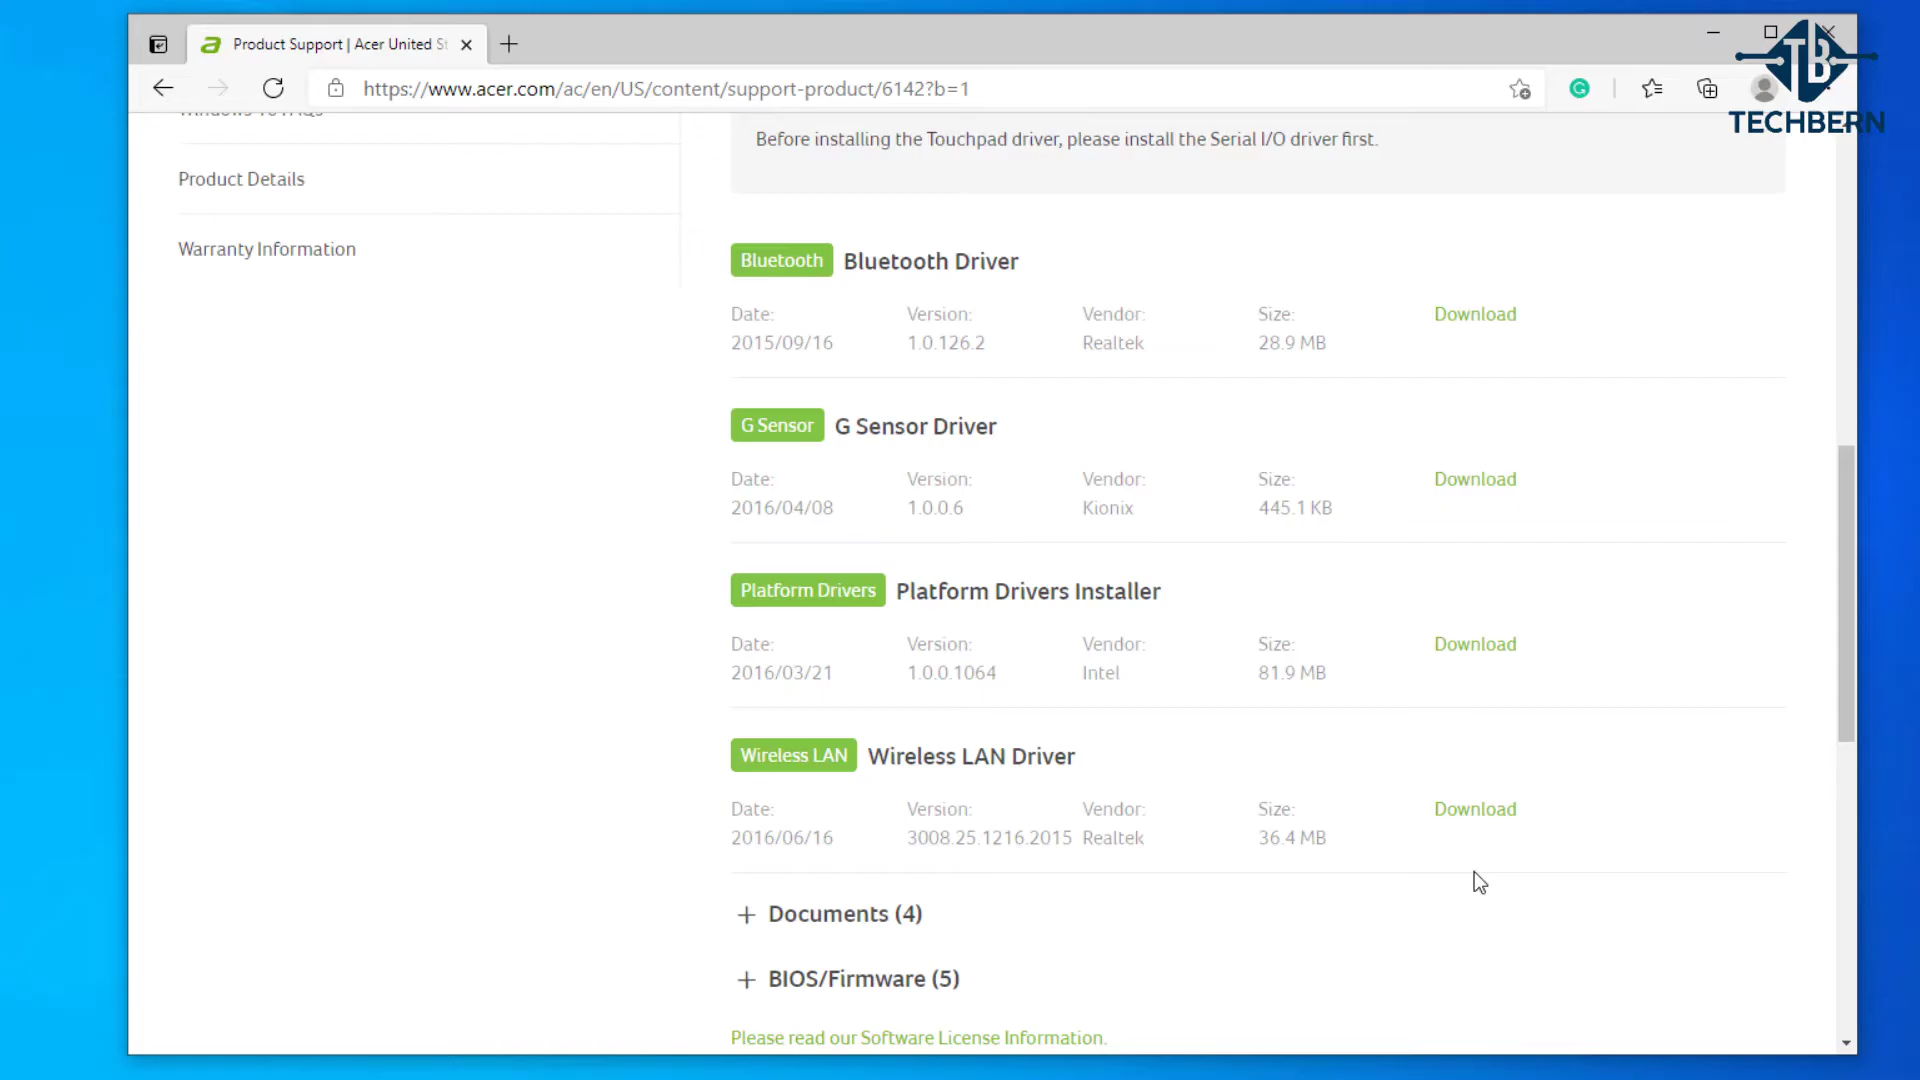 Product Support | Acer United St
https://www.acer.com/ac/en/US/content/support-product/6142?b=1
TB
TECHBERN
Windows 10 FAQs
Product Details
Warranty Information
Before installing the Touchpad driver, please install the Serial I/O driver first.
Bluetooth Bluetooth Driver
Date: Version: Vendor: Size: Download
2015/09/16 1.0.126.2 Realtek 28.9 MB
G Sensor G Sensor Driver
Date: Version: Vendor: Size: Download
2016/04/08 1.0.0.6 Kionix 445.1 KB
Platform Drivers Platform Drivers Installer
Date: Version: Vendor: Size: Download
2016/03/21 1.0.0.1064 Intel 81.9 MB
Wireless LAN Wireless LAN Driver
Date: Version: Vendor: Size: Download
2016/06/16 3008.25.1216.2015 Realtek 36.4 MB
Documents (4)
BIOS/Firmware (5)
Please read our Software License Information.